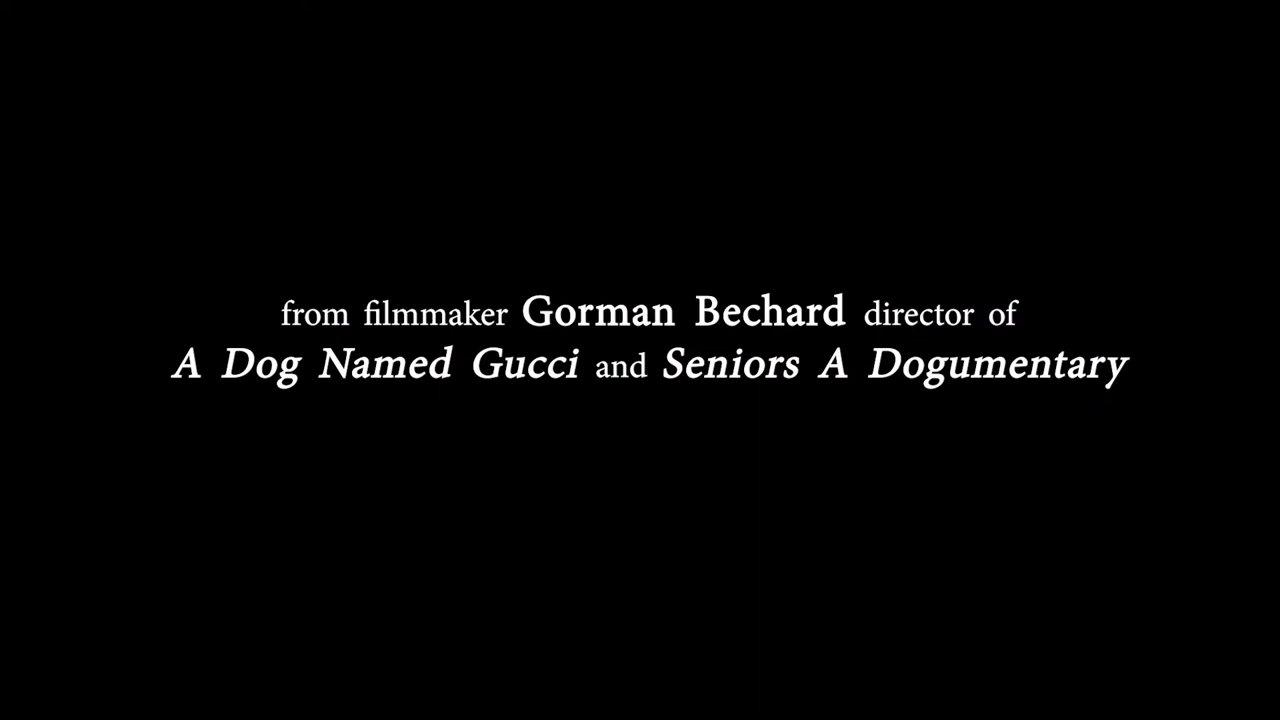 from filmmaker Gorman Bechard director of
A Dog Named Gucci and Seniors A Dogumentary